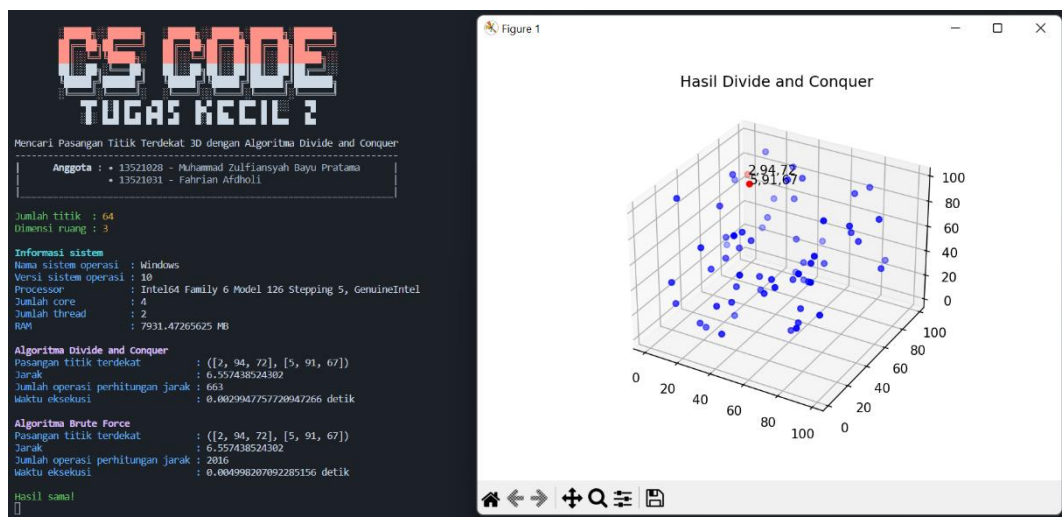 CS CODE
TUGAS KECIL 2
Mencari Pasangan Titik Terdekat 3D dengan Algoritma Divide and Conquer
Anggota : • 13521028 - Muhammad Zulfiansyah Bayu Pratama
• 13521031 - Fahrian Afdholi
Jumlah titik : 64
Dimensi ruang : 3
Informasi sistem
Nama sistem operasi : Windows
Versi sistem operasi : 10
Processor : Intel64 Family 6 Model 126 Stepping 5, GenuineIntel
Jumlah core : 4
Jumlah thread : 2
RAM : 7931.47265625 MB
Algoritma Divide and Conquer
Pasangan titik terdekat : ([2, 94, 72], [5, 91, 67])
Jarak : 6.557438524302
Jumlah operasi perhitungan jarak : 663
Waktu eksekusi : 0.0029947757720947266 detik
Algoritma Brute Force
Pasangan titik terdekat : ([2, 94, 72], [5, 91, 67])
Jarak : 6.557438524302
Jumlah operasi perhitungan jarak : 2016
Waktu eksekusi : 0.004998207092285156 detik
Hasil sama!
Figure 1
Hasil Divide and Conquer
2,94,72
5,91,67
100
80
60
40
20
0
100
80
60
40
20
0
0
20
40
60
80
100